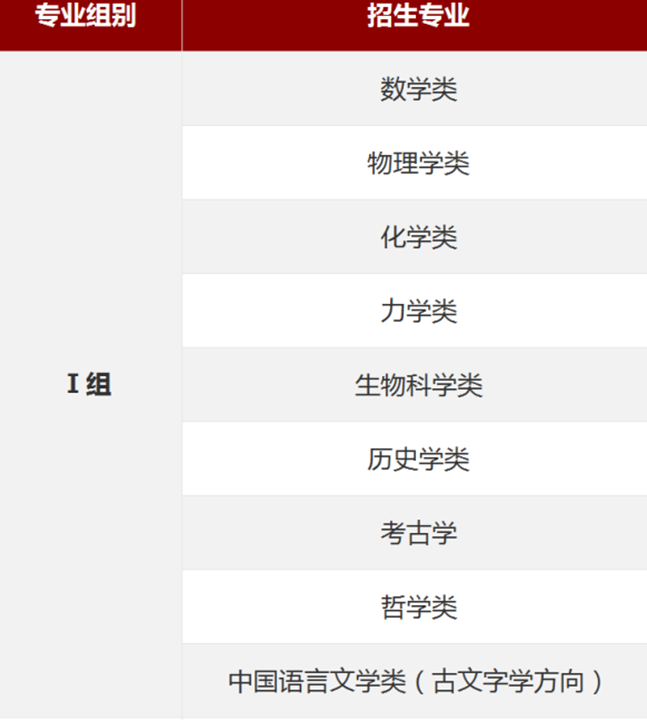 专业组别 招生专业
数学类
物理学类
化学类
力学类
I 组 生物科学类
历史学类
考古学
哲学类
中国语言文学类（古文字学方向）